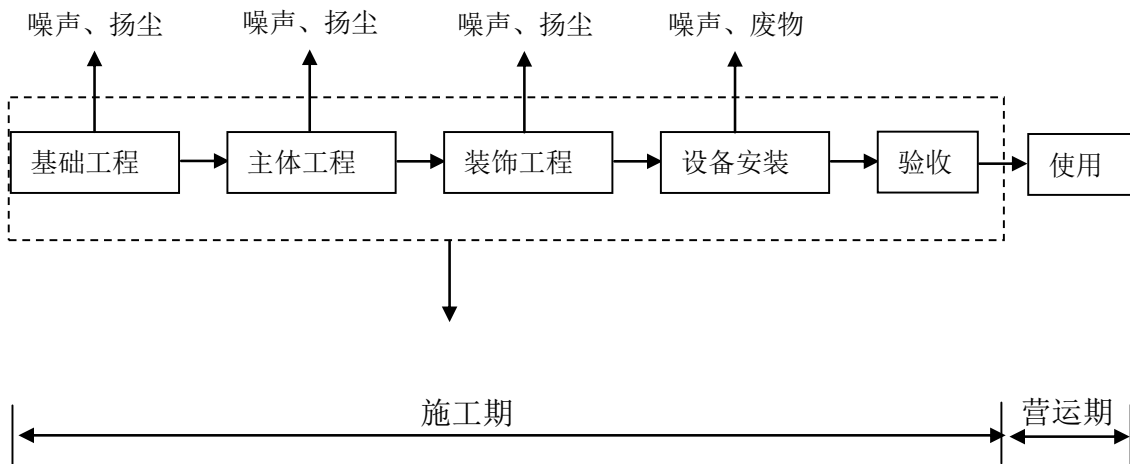 噪声、扬尘
噪声、扬尘
噪声、扬尘
噪声、废物
基础工程
主体工程
装饰工程
设备安装
验收
使用
施工期
营运期